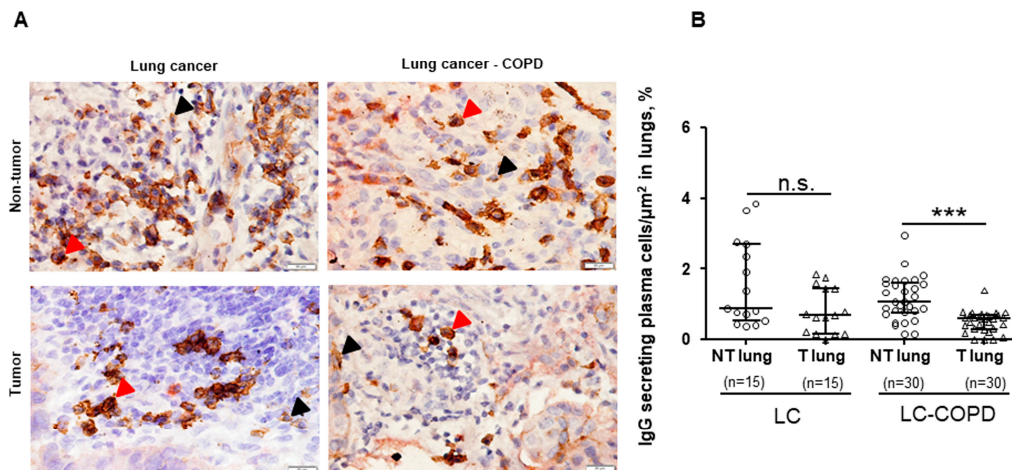 A
B
Lung cancer
Lung cancer - COPD
Non-tumor
Tumor
IgG secreting plasma cells/μm² in lungs, %
6
4
2
0
n.s.
***
NT lung
T lung
NT lung
T lung
(n=15)
(n=15)
(n=30)
(n=30)
LC
LC-COPD